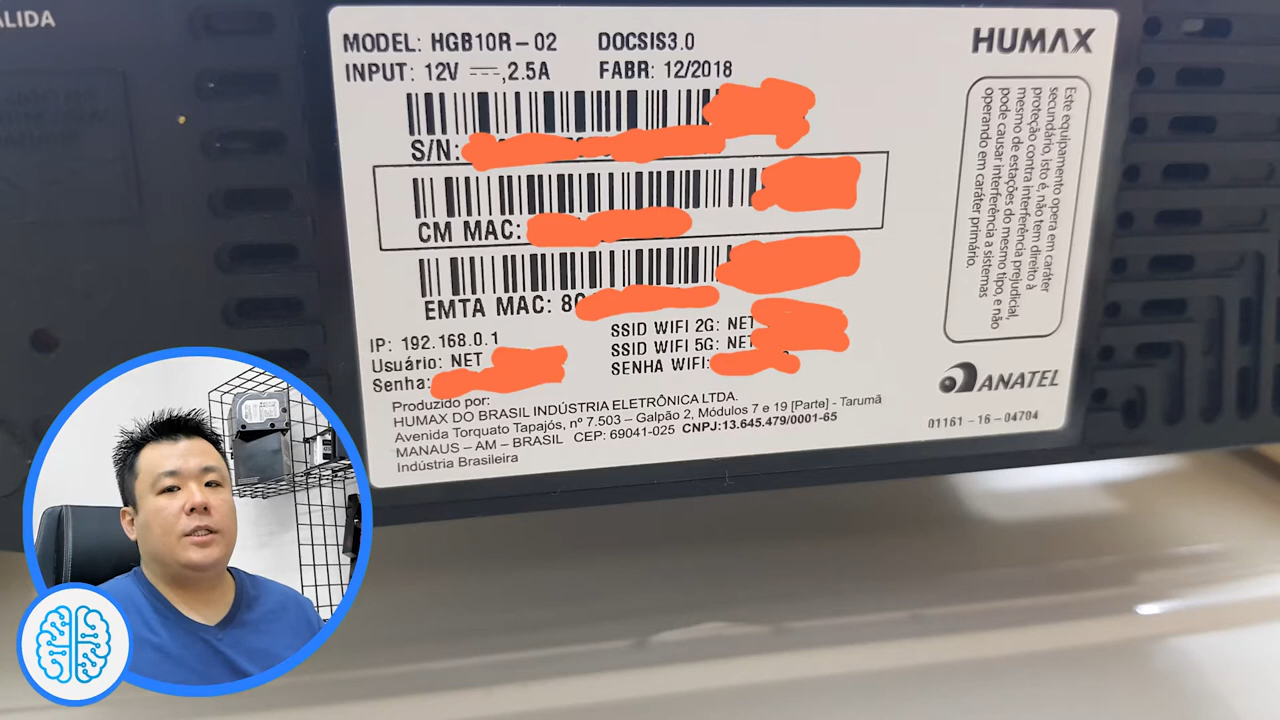 ALIDA
MODEL: HGB10R-02 DOCSIS3.0
INPUT: 12V ⎓,2.5A FABR: 12/2018
HUMAX
S/N:
CM MAC:
EMTA MAC: 8
IP: 192.168.0.1
Usuário: NET
Senha:
SSID WIFI 2G: NET
SSID WIFI 5G: NET
SENHA WIFI:
Produzido por:
HUMAX DO BRASIL INDÚSTRIA ELETRÔNICA LTDA.
Avenida Torquato Tapajós, nº 7.503 – Galpão 2, Módulos 7 e 19 [Parte] - Tarumã
MANAUS – AM – BRASIL CEP: 69041-025 CNPJ:13.645.479/0001-65
Indústria Brasileira
Este equipamento opera em caráter
secundário, isto é, não tem direito à
proteção contra interferência prejudicial,
mesmo de estações do mesmo tipo, e não
pode causar interferência a sistemas
operando em caráter primário.
ANATEL
01161-16-04784